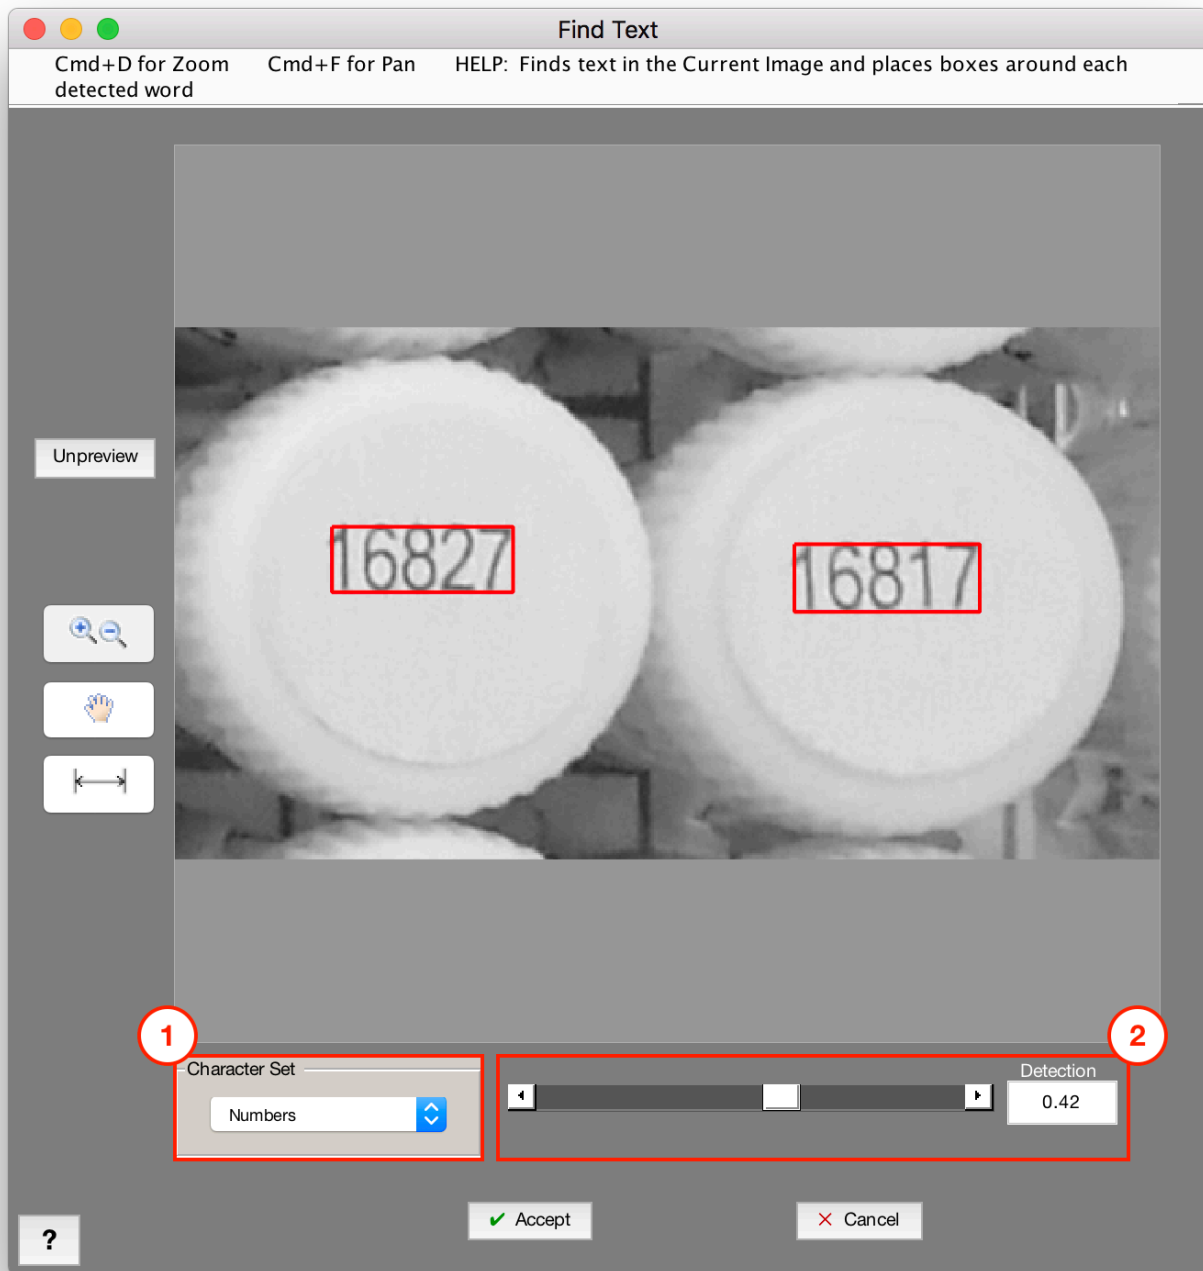 Find Text
Cmd+D for Zoom Cmd+F for Pan HELP: Finds text in the Current Image and places boxes around each
detected word
Unpreview
16827
16817
1
2
Character Set
Detection
Numbers
0.42
Accept
Cancel
?